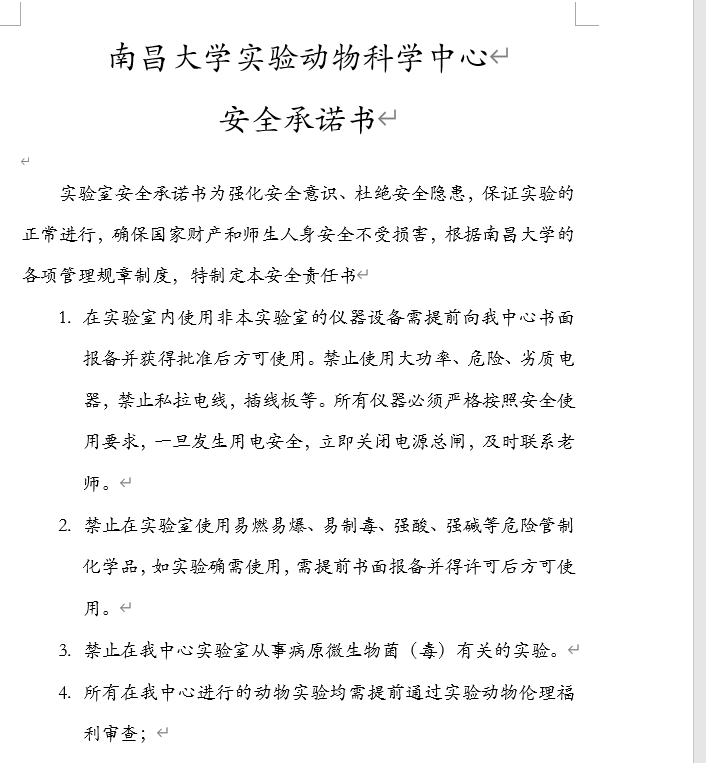 南昌大学实验动物科学中心
安全承诺书
实验室安全承诺书为强化安全意识、杜绝安全隐患，保证实验的
正常进行，确保国家财产和师生人身安全不受损害，根据南昌大学的
各项管理规章制度，特制定本安全责任书
1. 在实验室内使用非本实验室的仪器设备需提前向我中心书面
报备并获得批准后方可使用。禁止使用大功率、危险、劣质电
器，禁止私拉电线，插线板等。所有仪器必须严格按照安全使
用要求，一旦发生用电安全，立即关闭电源总闸，及时联系老
师。
2. 禁止在实验室使用易燃易爆、易制毒、强酸、强碱等危险管制
化学品，如实验确需使用，需提前书面报备并得许可后方可使
用。
3. 禁止在我中心实验室从事病原微生物菌（毒）有关的实验。
4. 所有在我中心进行的动物实验均需提前通过实验动物伦理福
利审查；